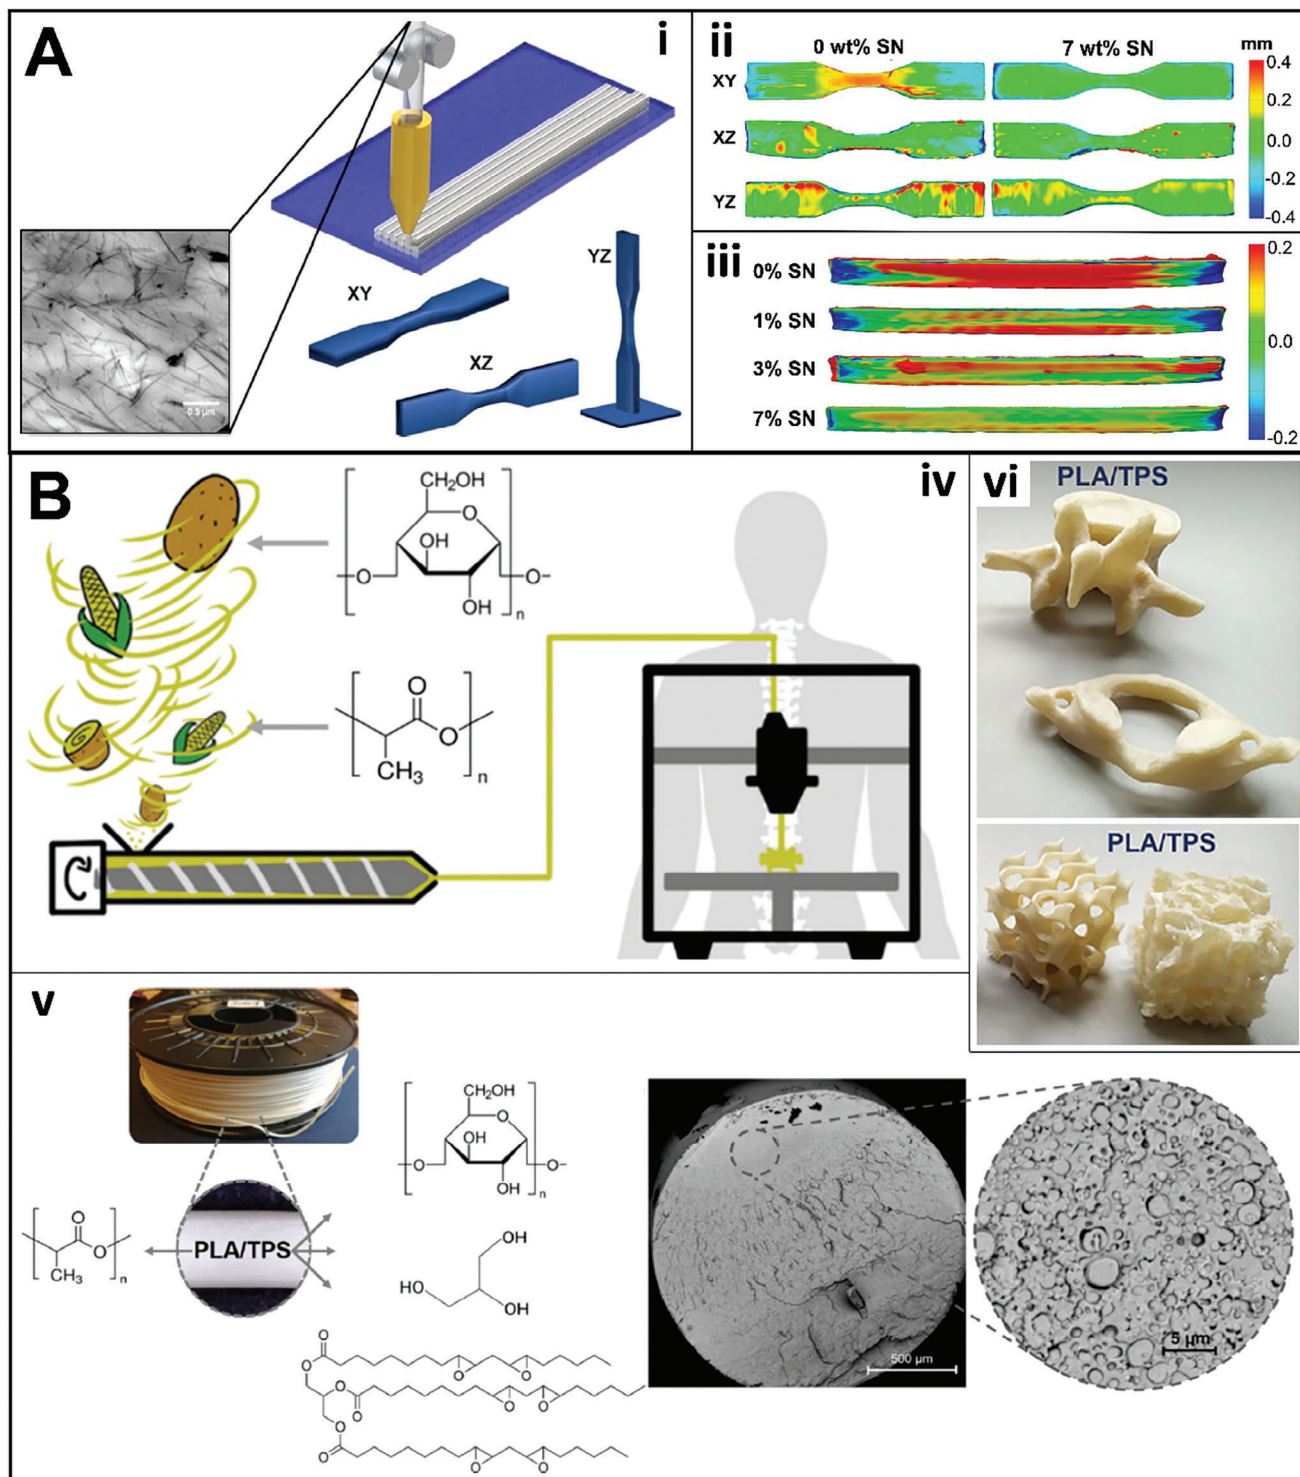 A
i
0.5 µm
XY
XZ
YZ
ii
0 wt% SN
7 wt% SN
mm
XY
XZ
YZ
0.4
0.2
0.0
-0.2
-0.4
iii
0% SN
1% SN
3% SN
7% SN
0.2
0.0
-0.2
B
iv
CH₂OH
O
OH
O
O
OH
n
O
O
CH₃
n
vi
PLA/TPS
PLA/TPS
v
CH₂OH
O
OH
O
O
OH
n
O
O
CH₃
n
PLA/TPS
OH
HO
OH
O
O
O
O
O
O
O
O
O
O
O
O
500 µm
5 µm